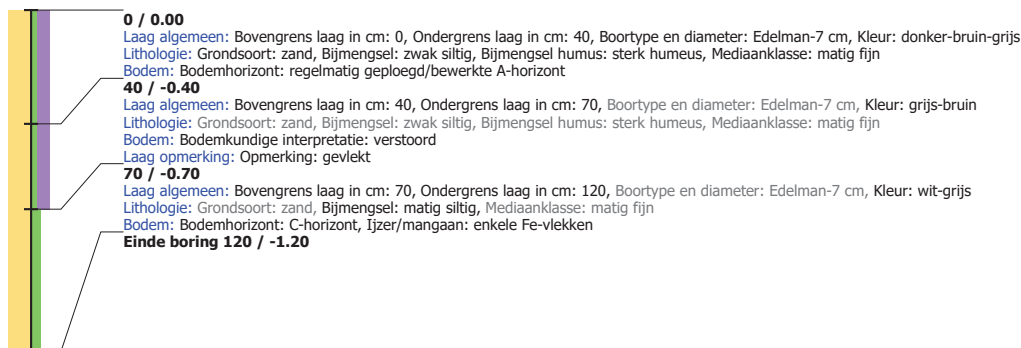 0 / 0.00
Laag algemeen: Bovengrens laag in cm: 0, Ondergrens laag in cm: 40, Boortype en diameter: Edelman-7 cm, Kleur: donker-bruin-grijs
Lithologie: Grondsoort: zand, Bijmengsel: zwak siltig, Bijmengsel humus: sterk humeus, Mediaanklasse: matig fijn
Bodem: Bodemhorizont: regelmatig geploegd/bewerkte A-horizont
40 / -0.40
Laag algemeen: Bovengrens laag in cm: 40, Ondergrens laag in cm: 70, Boortype en diameter: Edelman-7 cm, Kleur: grijs-bruin
Lithologie: Grondsoort: zand, Bijmengsel: zwak siltig, Bijmengsel humus: sterk humeus, Mediaanklasse: matig fijn
Bodem: Bodemkundige interpretatie: verstoord
Laag opmerking: Opmerking: gevlekt
70 / -0.70
Laag algemeen: Bovengrens laag in cm: 70, Ondergrens laag in cm: 120, Boortype en diameter: Edelman-7 cm, Kleur: wit-grijs
Lithologie: Grondsoort: zand, Bijmengsel: matig siltig, Mediaanklasse: matig fijn
Bodem: Bodemhorizont: C-horizont, Ijzer/mangaan: enkele Fe-vlekken
Einde boring 120 / -1.20